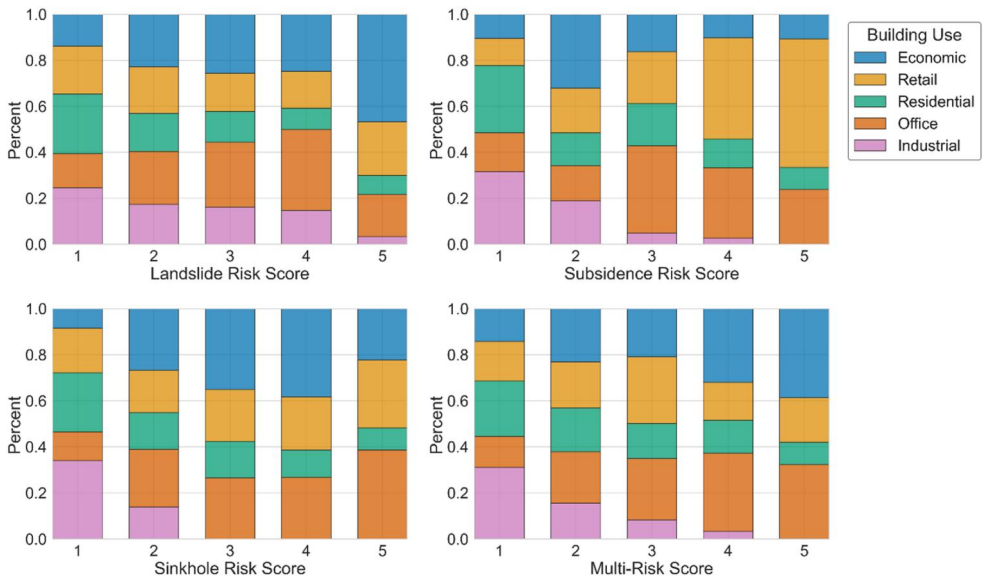 1.0
0.8
0.6
0.4
0.2
0.0
Percent
1 2 3 4 5
Landslide Risk Score
1.0
0.8
0.6
0.4
0.2
0.0
Percent
1 2 3 4 5
Subsidence Risk Score
Building Use
Economic
Retail
Residential
Office
Industrial
1.0
0.8
0.6
0.4
0.2
0.0
Percent
1 2 3 4 5
Sinkhole Risk Score
1.0
0.8
0.6
0.4
0.2
0.0
Percent
1 2 3 4 5
Multi-Risk Score